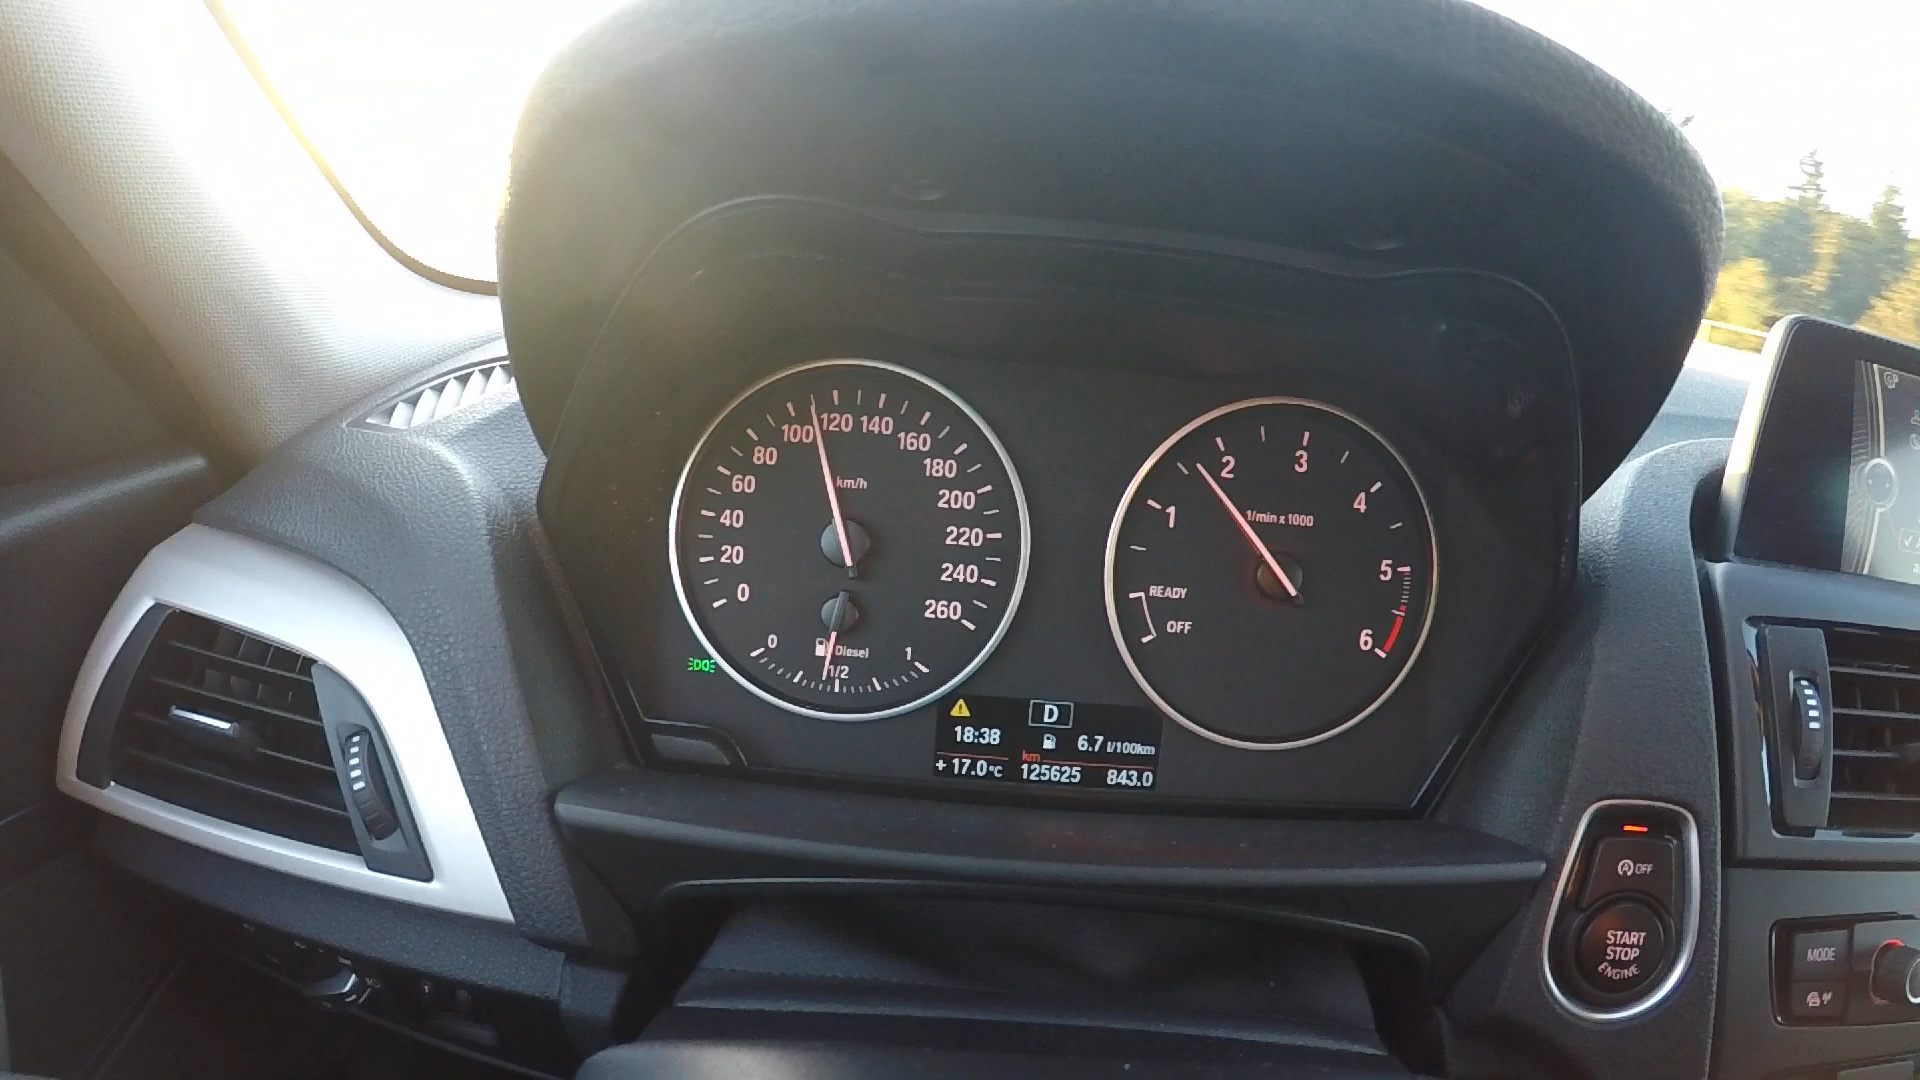 0
20
40
60
80
100
120
140
160
180
200
220
240
260
km/h
0
1/2
1
Diesel
1
2
3
4
5
6
1/min x 1000
READY
OFF
D
18:38
6.7 l/100km
km
+ 17.0°C 125625 843.0
A OFF
START
STOP
ENGINE
MODE